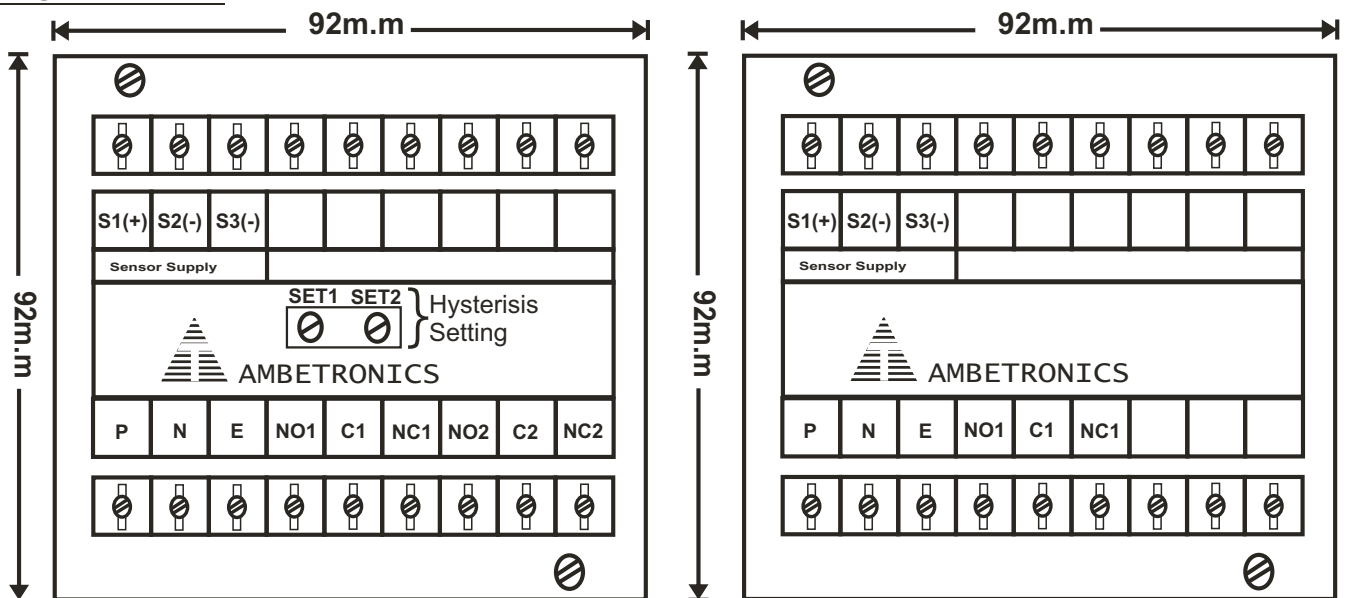 92m.m
92m.m
S1(+) S2(-) S3(-)
Sensor Supply
SET1 SET2
Hysterisis
Setting
AMBETRONICS
P N E NO1 C1 NC1 NO2 C2 NC2
92m.m
92m.m
S1(+) S2(-) S3(-)
Sensor Supply
AMBETRONICS
P N E NO1 C1 NC1